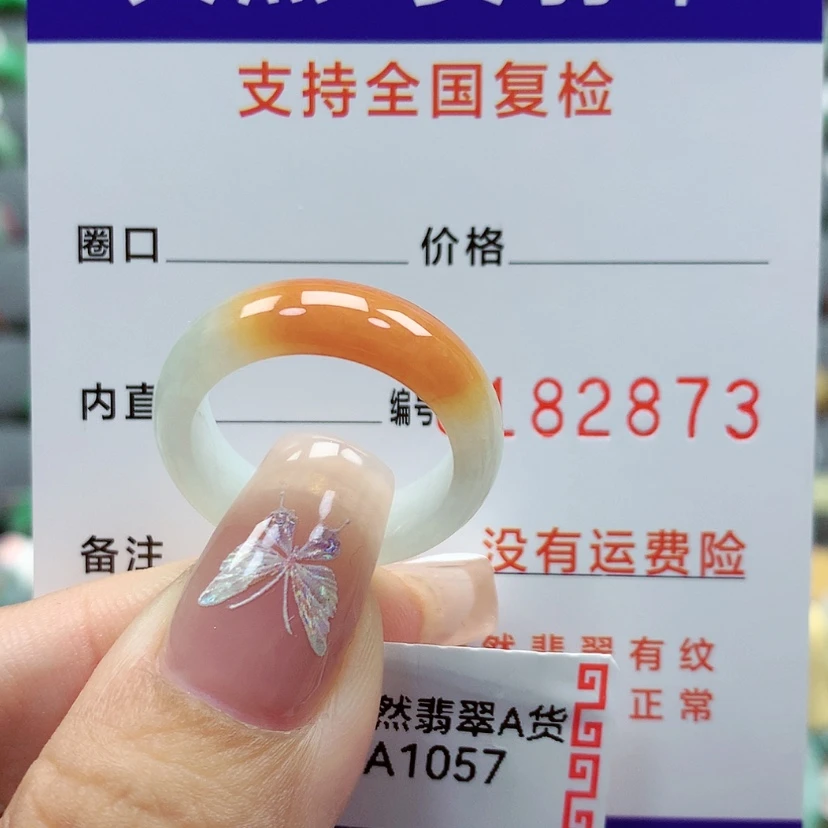 支持全国复检
圈口 价格
内直 编号 182873
备注 没有运费险
然翡翠有纹
正常
然翡翠A货
A1057